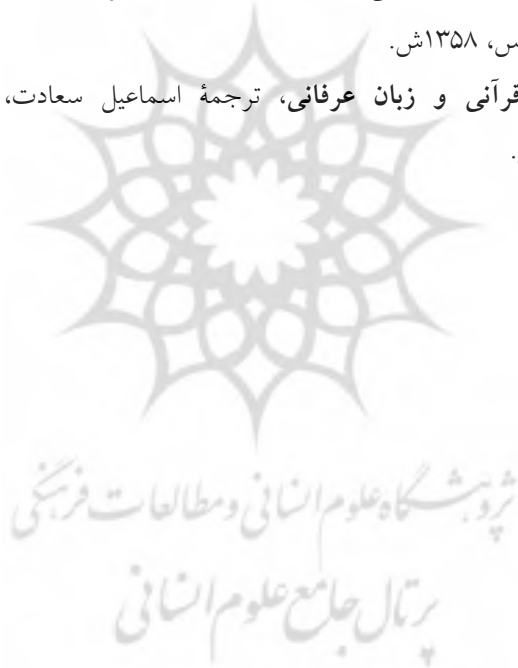 س، ۱۳۵۸ش.
قرآنی و زبان عرفانی، ترجمهٔ اسماعیل سعادت،
.
پژوهشگاه علوم انسانی و مطالعات فرهنگی
پرتال جامع علوم انسانی